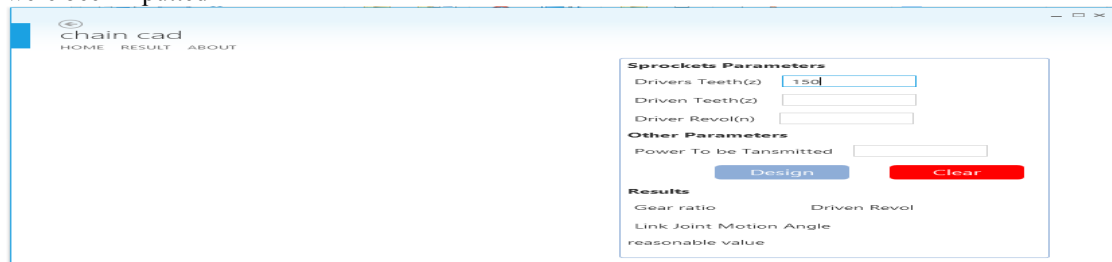 chain cad
HOME RESULT ABOUT
Sprockets Parameters
Drivers Teeth(z) 150
Driven Teeth(z)
Driver Revol(n)
Other Parameters
Power To be Tansmitted
Design Clear
Results
Gear ratio Driven Revol
Link Joint Motion Angle
reasonable value